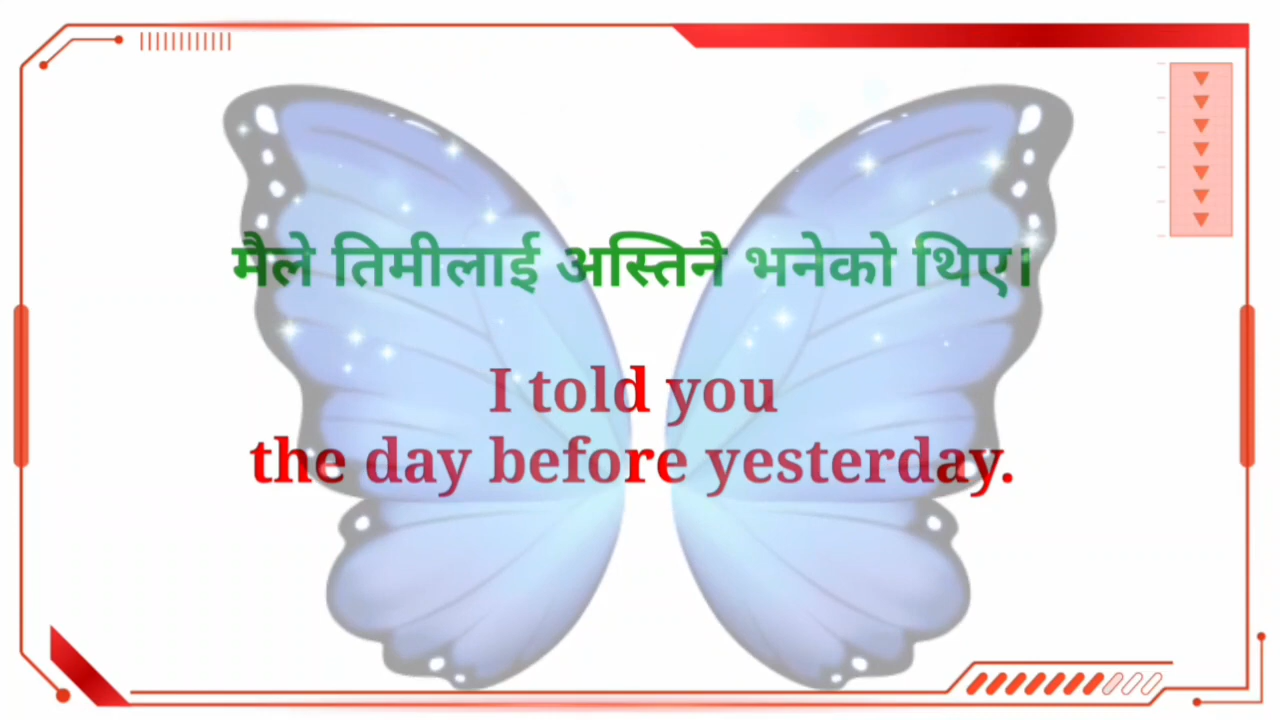 मैले तिमीलाई अस्तिनै भनेको थिए।
I told you
the day before yesterday.